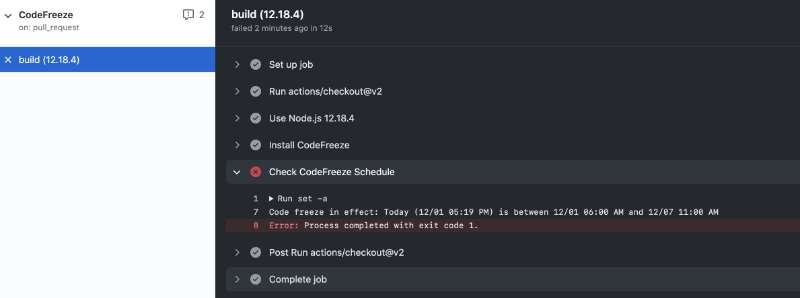 CodeFreeze
2
on: pull_request
build (12.18.4)
build (12.18.4)
failed 2 minutes ago in 12s
Set up job
Run actions/checkout@v2
Use Node.js 12.18.4
Install CodeFreeze
Check CodeFreeze Schedule
1 Run set -a
7 Code freeze in effect: Today (12/01 05:19 PM) is between 12/01 06:00 AM and 12/07 11:00 AM
8 Error: Process completed with exit code 1.
Post Run actions/checkout@v2
Complete job